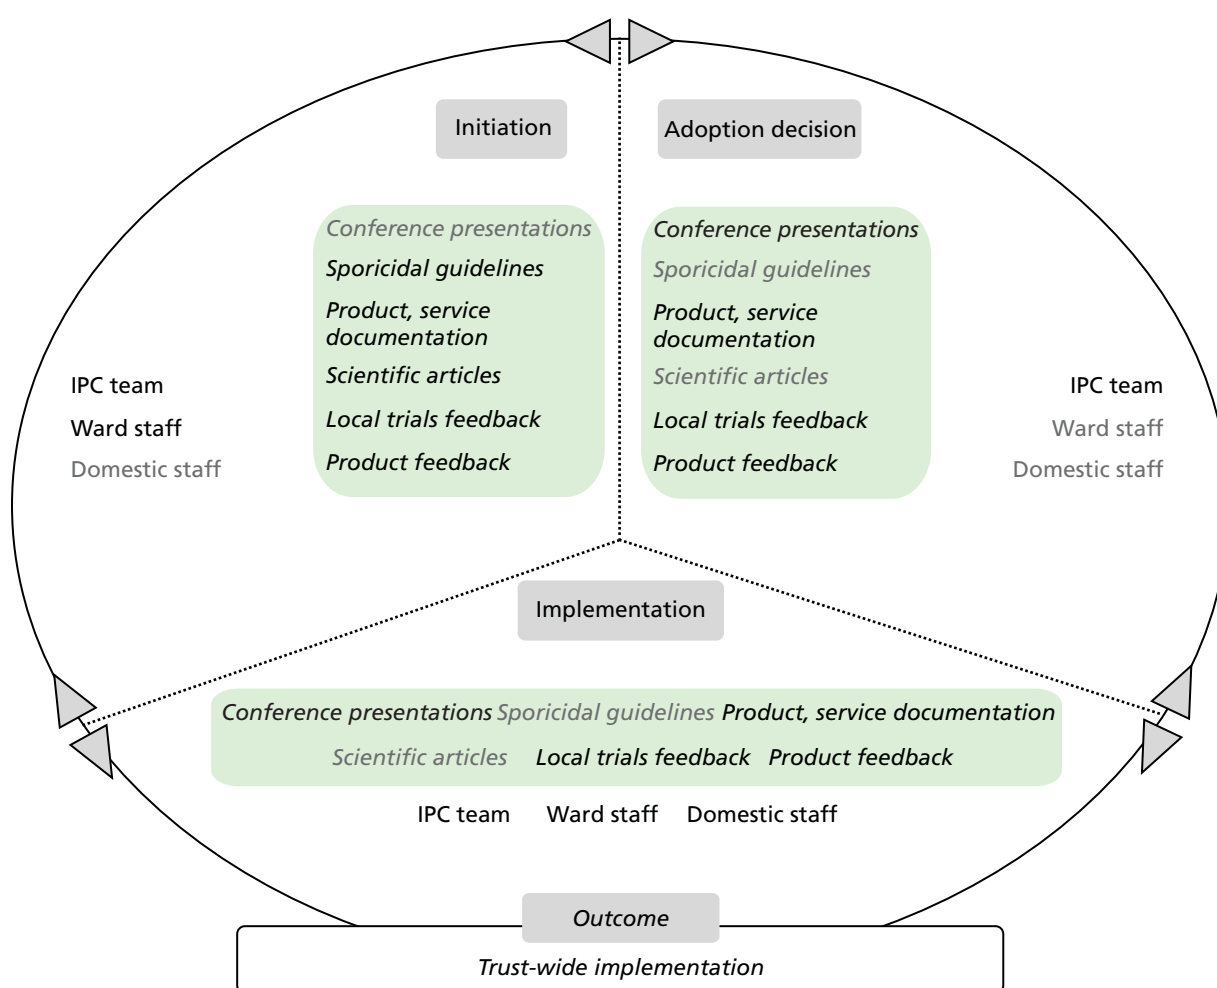 Initiation
Adoption decision
Conference presentations
Sporicidal guidelines
Product, service
documentation
Scientific articles
Local trials feedback
Product feedback
Conference presentations
Sporicidal guidelines
Product, service
documentation
Scientific articles
Local trials feedback
Product feedback
IPC team
Ward staff
Domestic staff
IPC team
Ward staff
Domestic staff
Implementation
Conference presentations Sporicidal guidelines Product, service documentation
Scientific articles Local trials feedback Product feedback
IPC team Ward staff Domestic staff
Outcome
Trust-wide implementation